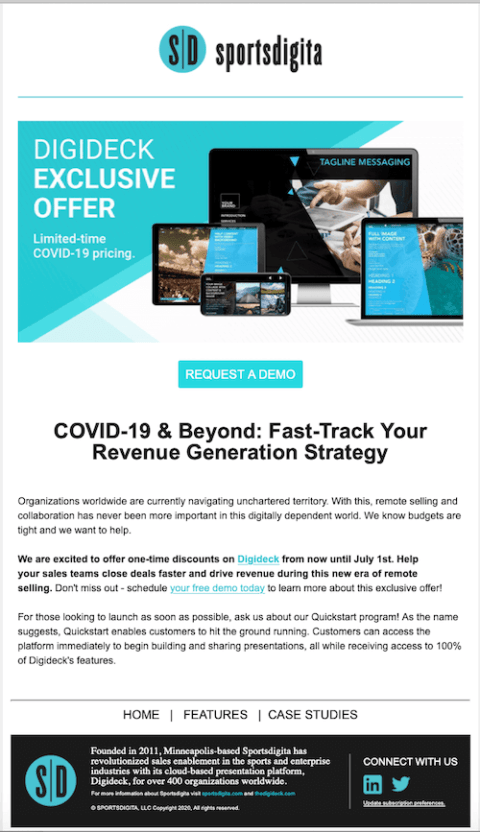 S D sportsdigita
DIGIDECK
EXCLUSIVE
OFFER
Limited-time
COVID-19 pricing.
TAGLINE MESSAGING
YOUR
BRAND
INTRODUCTION
FULL IMAGE
WITH CONTENT
HEADING 1
HEADING 2
REQUEST A DEMO
COVID-19 & Beyond: Fast-Track Your
Revenue Generation Strategy
Organizations worldwide are currently navigating unchartered territory. With this, remote selling and
collaboration has never been more important in this digitally dependent world. We know budgets are
tight and we want to help.
We are excited to offer one-time discounts on Digideck from now until July 1st. Help
your sales teams close deals faster and drive revenue during this new era of remote
selling. Don't miss out - schedule your free demo today to learn more about this exclusive offer!
For those looking to launch as soon as possible, ask us about our Quickstart program! As the name
suggests, Quickstart enables customers to hit the ground running. Customers can access the
platform immediately to begin building and sharing presentations, all while receiving access to 100%
of Digideck's features.
HOME | FEATURES | CASE STUDIES
S D
Founded in 2011, Minneapolis-based Sportsdigita has
revolutionized sales enablement in the sports and enterprise
industries with its cloud-based presentation platform,
Digideck, for over 400 organizations worldwide.
For more information about Sportsdigita visit sportsdigita.com and thedigideck.com
© SPORTSDIGITA, LLC Copyright 2020, All rights reserved.
CONNECT WITH US
Update subscription preferences.